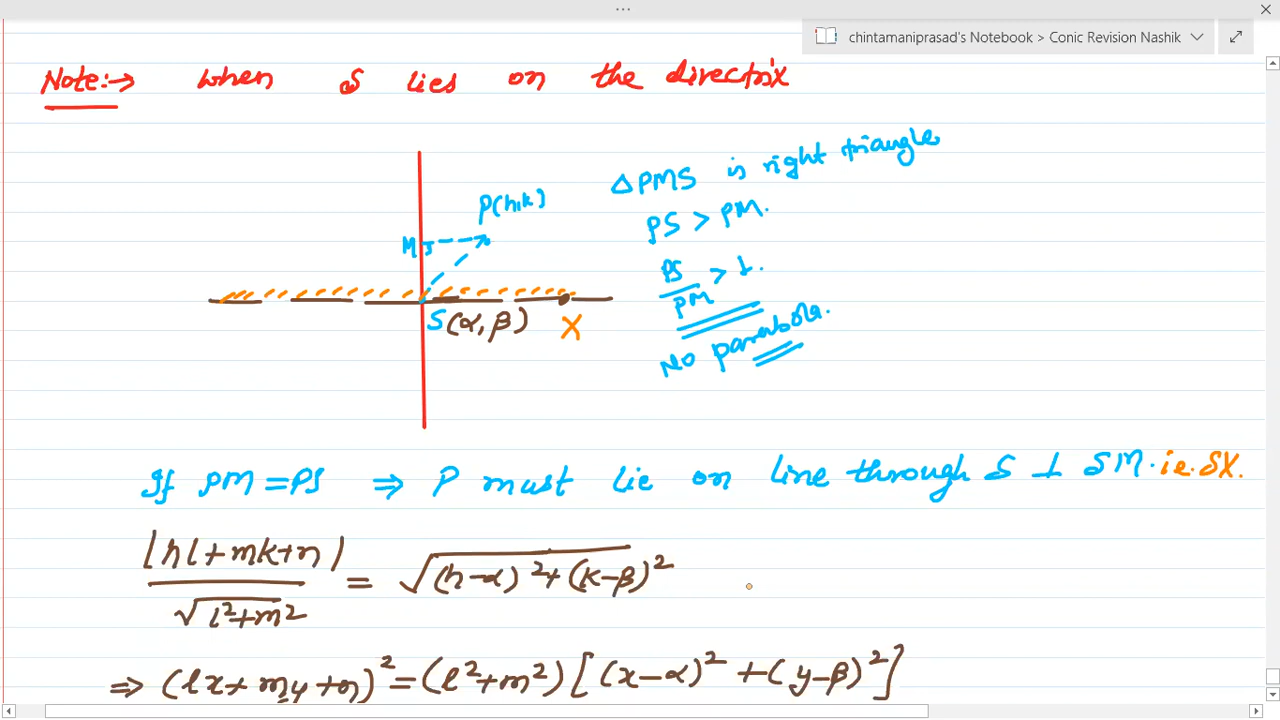 chintamaniprasad's Notebook > Conic Revision Nashik
Note:→ when S lies on the directrix
P(h,k)
M
S(α, β)
X
Δ PMS is right triangle
PS > PM.
PS/PM > 1.
No parabola.
If PM = PS ⇒ P must lie on line through S ⊥ SM. i.e. SX.
|hl+mk+n| / √(l²+m²) = √((h-α)²+(k-β)²)
⇒ (lx+my+n)² = (l²+m²) [(x-α)² + (y-β)²]